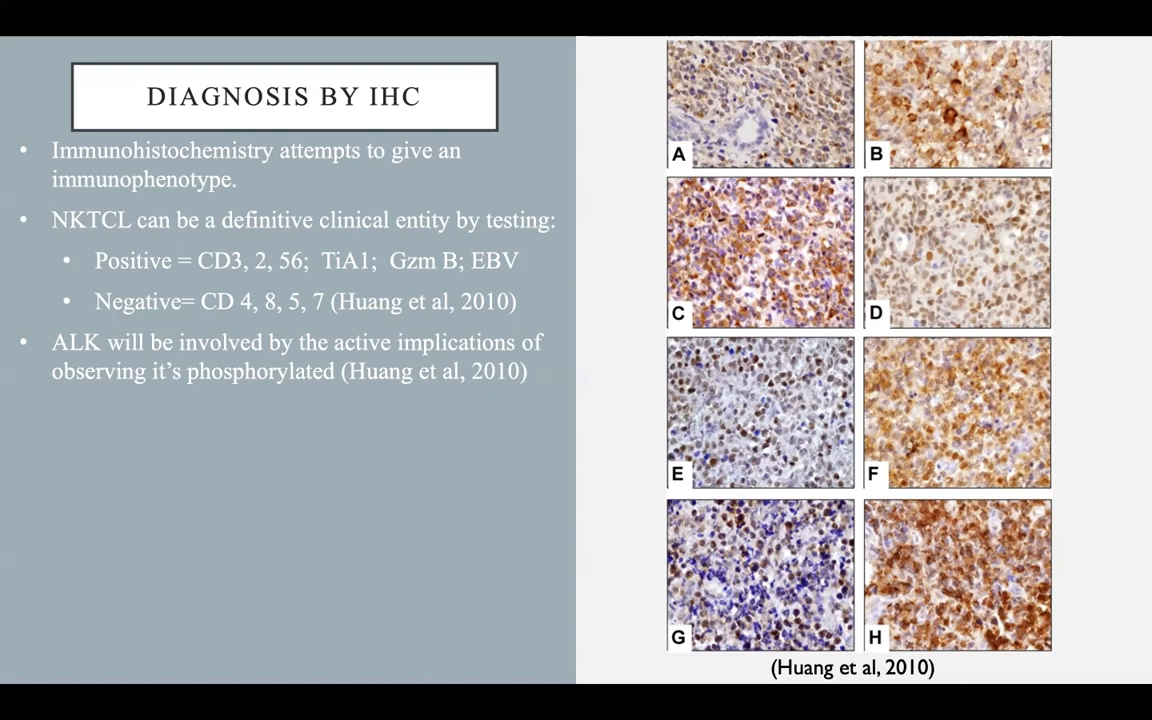 DIAGNOSIS BY IHC
• Immunohistochemistry attempts to give an
immunophenotype.
• NKTCL can be a definitive clinical entity by testing:
• Positive = CD3, 2, 56; TiA1; Gzm B; EBV
• Negative= CD 4, 8, 5, 7 (Huang et al, 2010)
• ALK will be involved by the active implications of
observing it’s phosphorylated (Huang et al, 2010)
A
B
C
D
E
F
G
H
(Huang et al, 2010)